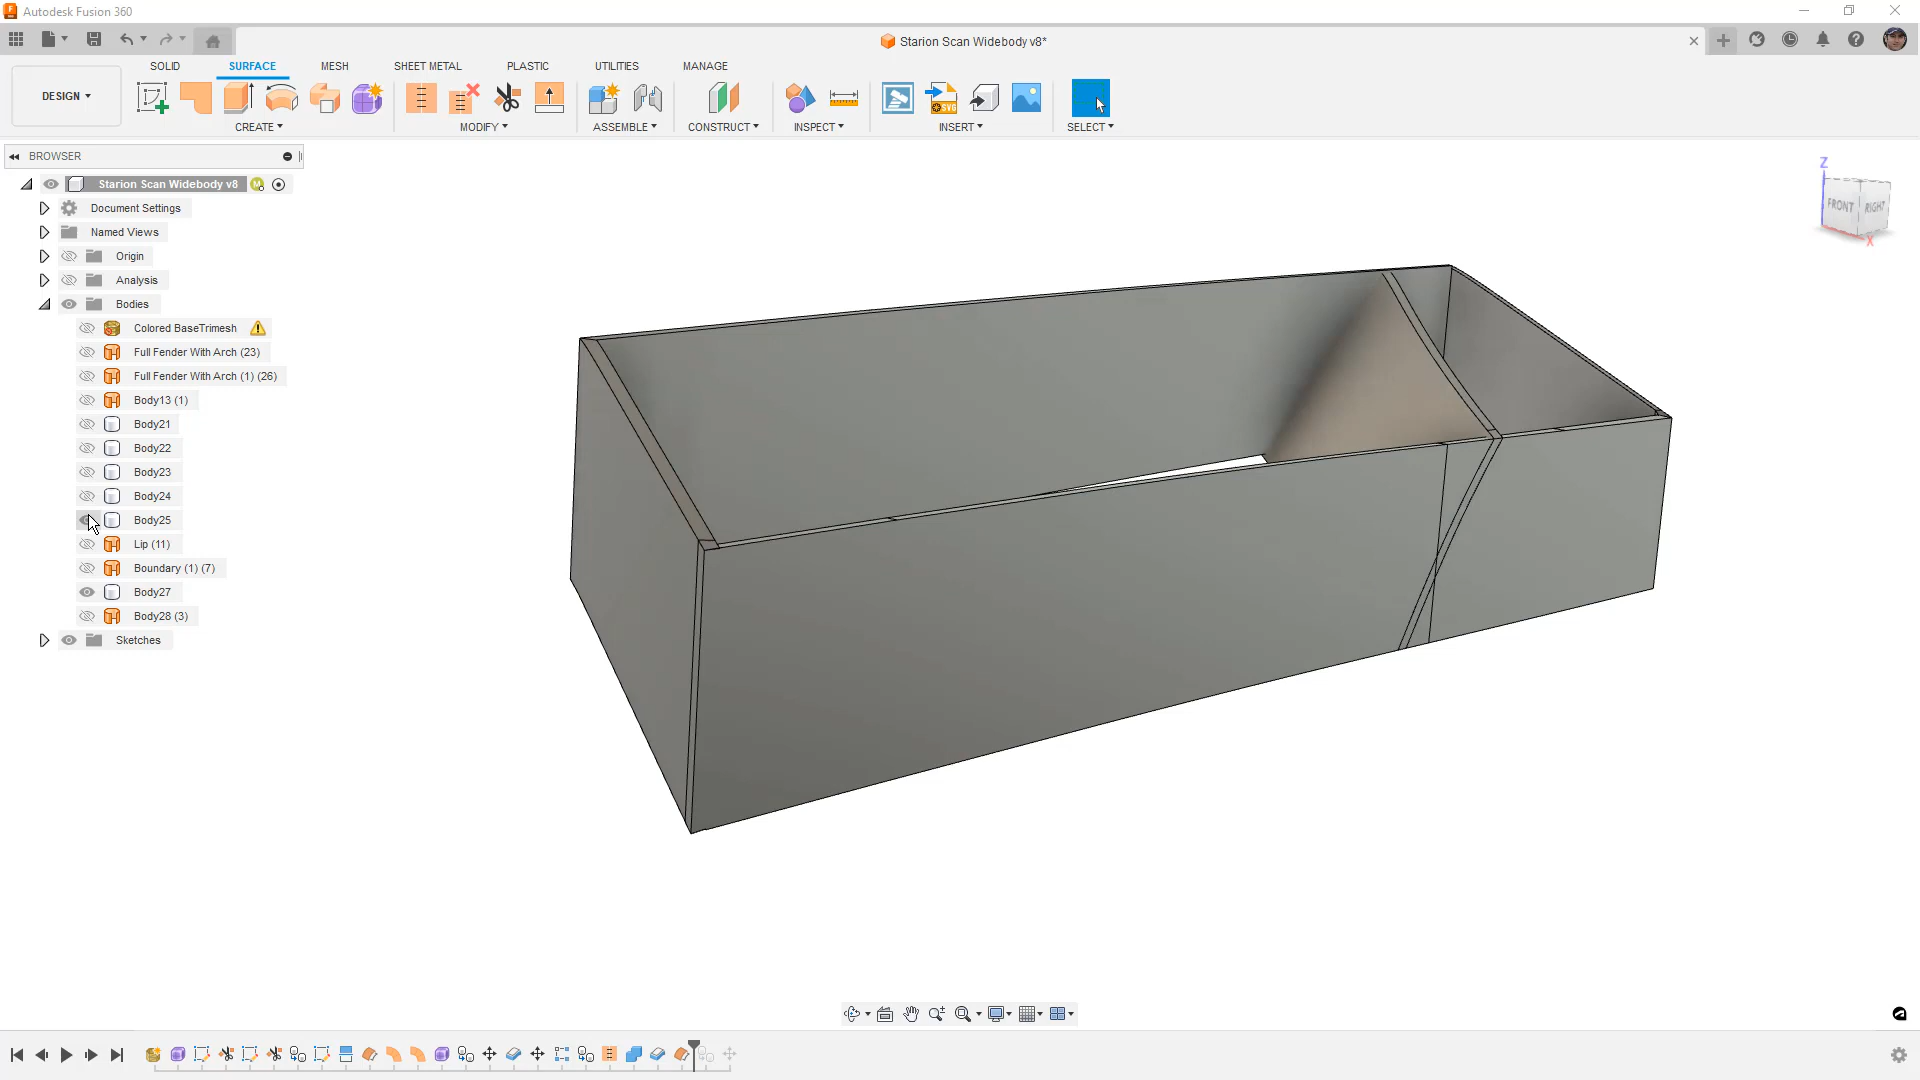 Autodesk Fusion 360
Starion Scan Widebody v8*
DESIGN
SOLID SURFACE MESH SHEET METAL PLASTIC UTILITIES MANAGE
CREATE MODIFY ASSEMBLE CONSTRUCT INSPECT INSERT SELECT
SVG
BROWSER
Starion Scan Widebody v8
Document Settings
Named Views
Origin
Analysis
Bodies
Colored BaseTrimesh
Full Fender With Arch (23)
Full Fender With Arch (1) (26)
Body13 (1)
Body21
Body22
Body23
Body24
Body25
Lip (11)
Boundary (1) (7)
Body27
Body28 (3)
Sketches
Z
FRONT RIGHT
X